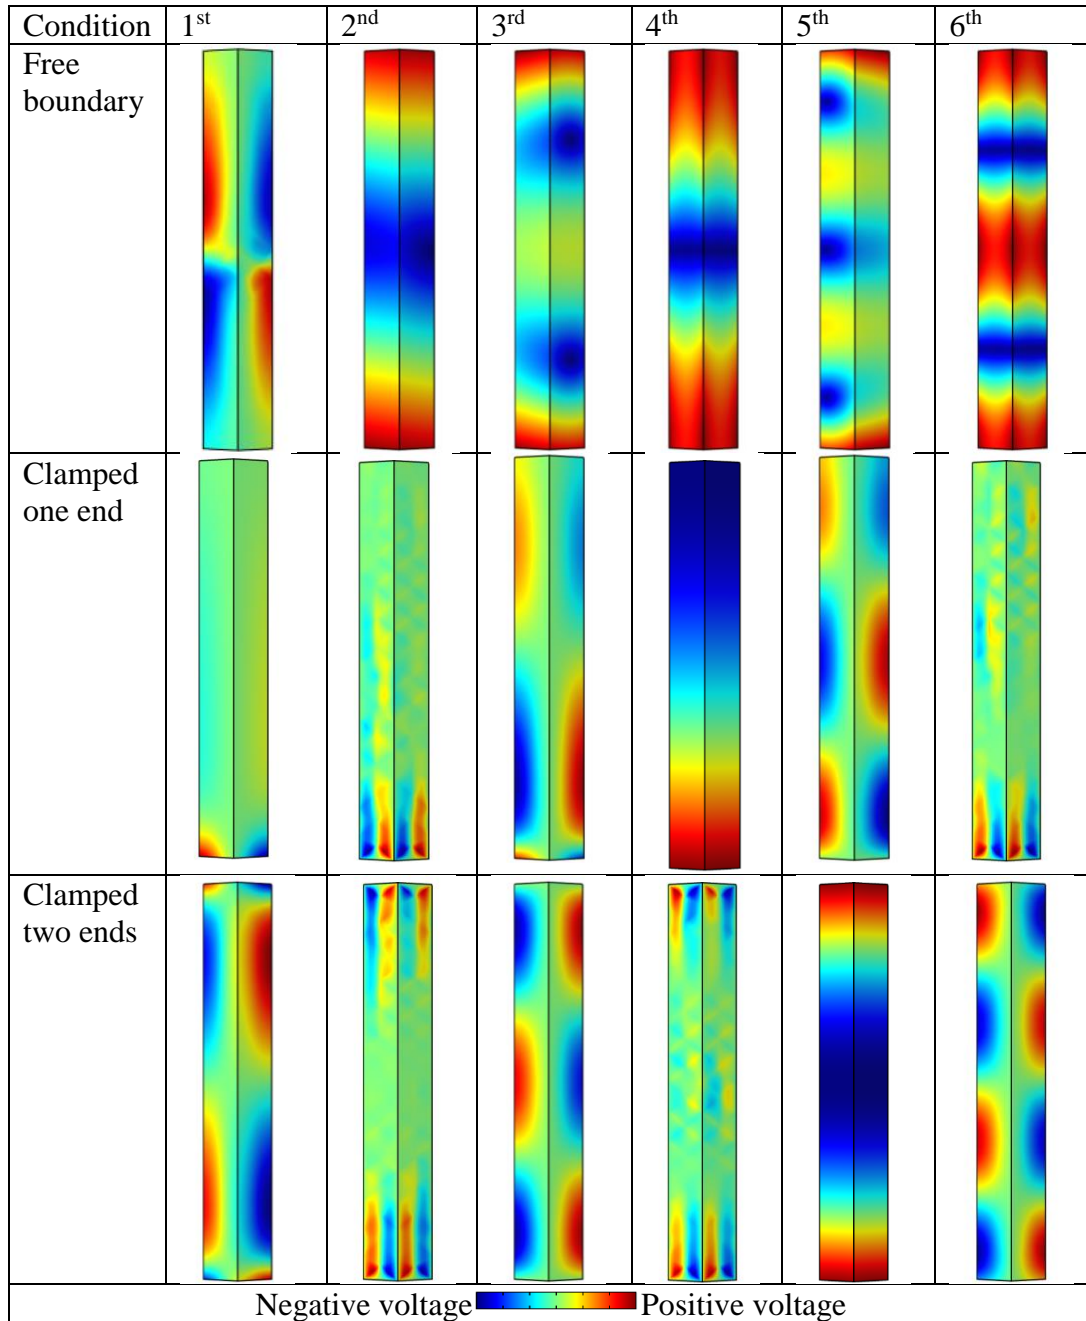 Condition 1st 2nd 3rd 4th 5th 6th
Free
boundary
Clamped
one end
Clamped
two ends
Negative voltage Positive voltage